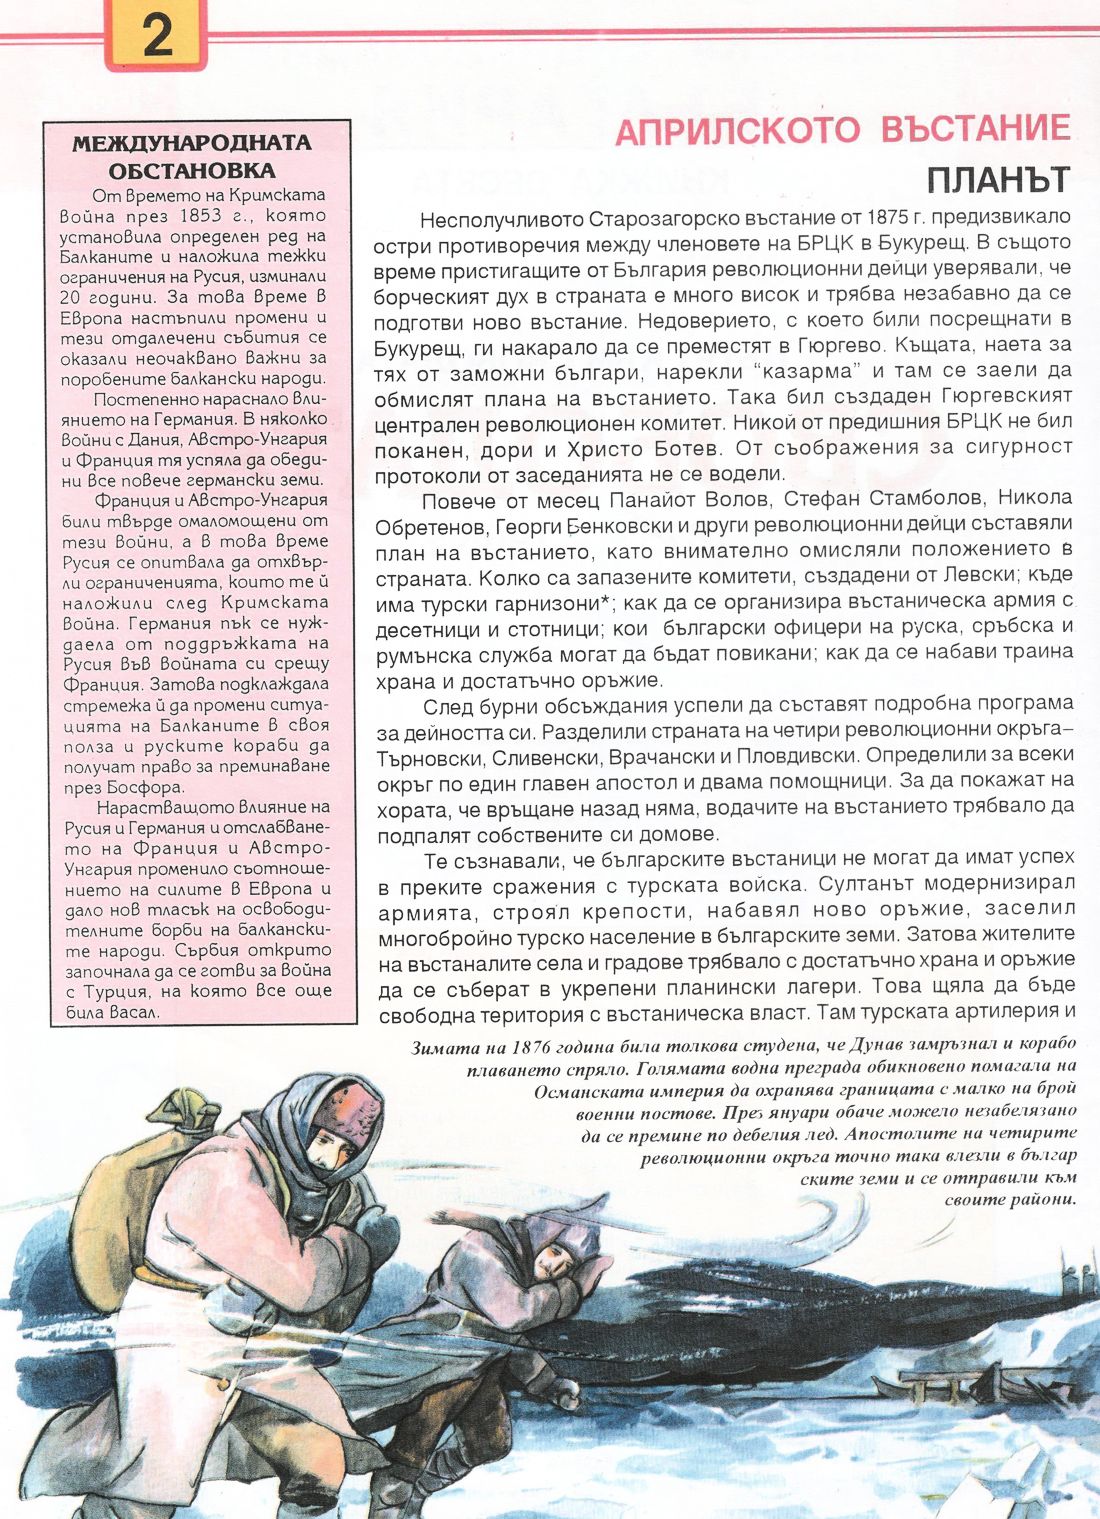 2
МЕЖДУНАРОДНАТА
ОБСТАНОВКА
От времето на Кримската
война през 1853 г., която
установила определен ред на
Балканите и наложила тежки
ограничения на Русия, изминали
20 години. За това време в
Европа настъпили промени и
тези отдалечени събития се
оказали неочаквано важни за
поробените балкански народи.
Постепенно нараснало вли-
янието на Германия. В няколко
войни с Дания, Австро-Унгария
и Франция тя успяла да обеди-
ни все повече германски земи.
Франция и Австро-Унгария
били твърде омаломощени от
тези войни, а в това време
Русия се опитвала да отхвър-
ли ограниченията, които те й
наложили след Кримската
война. Германия пък се нуж-
даела от поддръжката на
Русия във войната си срещу
Франция. Затова подклаждала
стремежа й да промени ситуа-
цията на Балканите в своя
полза и руските кораби да
получат право за преминаване
през Босфора.
Нарастващото влияние на
Русия и Германия и отслабване-
то на Франция и Австро-
Унгария променило съотноше-
нието на силите в Европа и
дало нов тласък на освободи-
телните борби на балкански-
те народи. Сърбия открито
започнала да се готви за война
с Турция, на която все още
била васал.
АПРИЛСКОТО ВЪСТАНИЕ
ПЛАНЪТ
Несполучливото Старозагорско въстание от 1875 г. предизвикало
остри противоречия между членовете на БРЦК в Букурещ. В същото
време пристигащите от България революционни дейци уверявали, че
борческият дух в страната е много висок и трябва незабавно да се
подготви ново въстание. Недоверието, с което били посрещнати в
Букурещ, ги накарало да се преместят в Гюргево. Къщата, наета за
тях от заможни българи, нарекли “казарма” и там се заели да
обмислят плана на въстанието. Така бил създаден Гюргевският
централен революционен комитет. Никой от предишния БРЦК не бил
поканен, дори и Христо Ботев. От съображения за сигурност
протоколи от заседанията не се водели.
Повече от месец Панайот Волов, Стефан Стамболов, Никола
Обретенов, Георги Бенковски и други революционни дейци съставяли
план на въстанието, като внимателно омисляли положението в
страната. Колко са запазените комитети, създадени от Левски; къде
има турски гарнизони*; как да се организира въстаническа армия с
десетници и стотници; кои български офицери на руска, сръбска и
румънска служба могат да бъдат повикани; как да се набави траина
храна и достатъчно оръжие.
След бурни обсъждания успели да съставят подробна програма
за дейността си. Разделили страната на четири революционни окръга–
Търновски, Сливенски, Врачански и Пловдивски. Определили за всеки
окръг по един главен апостол и двама помощници. За да покажат на
хората, че връщане назад няма, водачите на въстанието трябвало да
подпалят собствените си домове.
Те съзнавали, че българските въстаници не могат да имат успех
в преките сражения с турската войска. Султанът модернизирал
армията, строял крепости, набавял ново оръжие, заселил
многобройно турско население в българските земи. Затова жителите
на въстаналите села и градове трябвало с достатъчно храна и оръжие
да се съберат в укрепени планински лагери. Това щяла да бъде
свободна територия с въстаническа власт. Там турската артилерия и
Зимата на 1876 година била толкова студена, че Дунав замръзнал и корабо
плаването спряло. Голямата водна преграда обикновено помагала на
Османската империя да охранява границата с малко на брой
военни постове. През януари обаче можело незабелязано
да се премине по дебелия лед. Апостолите на четирите
революционни окръга точно така влезли в българ
ските земи и се отправили към
своите райони.